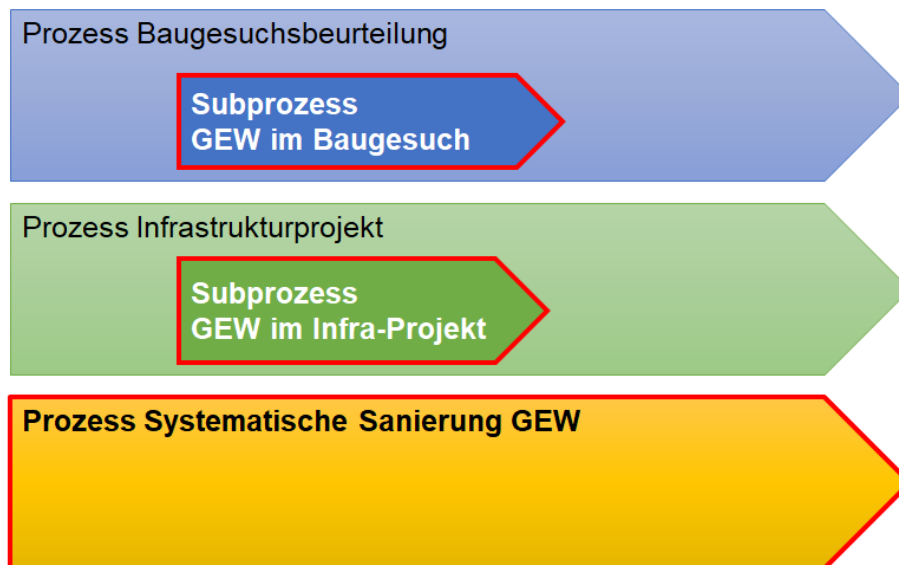 Prozess Baugesuchsbeurteilung
Subprozess
GEW im Baugesuch
Prozess Infrastrukturprojekt
Subprozess
GEW im Infra-Projekt
Prozess Systematische Sanierung GEW